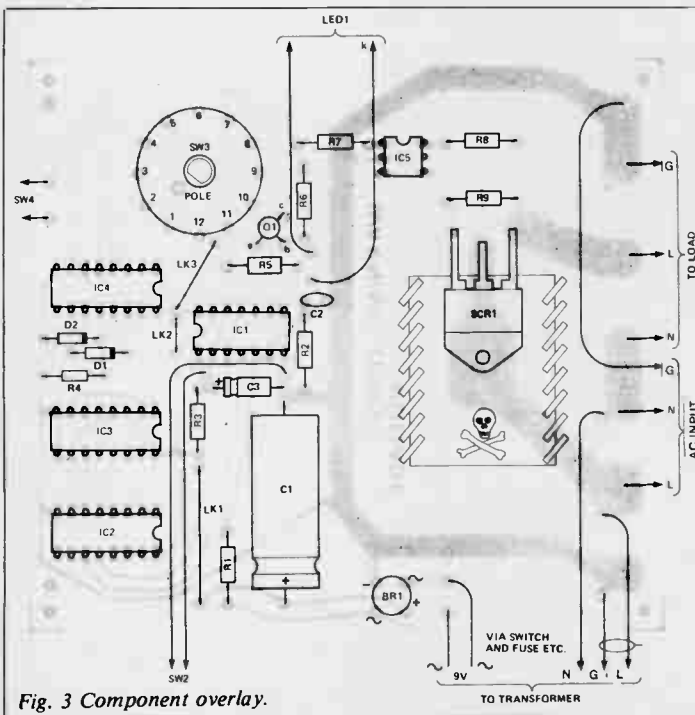 LED1
k
6
5
7
4
8
SW3
3
9
POLE
2
10
1
11
12
SW4
R7
IC5
R8
R9
R6
c
Q1
e
b
R5
LK3
G
L
N
TO LOAD
G
N
L
AC INPUT
IC4
LK2
IC1
C2
R2
SCR1
D2
D1
R4
+
C3
R3
IC3
C1
LK1
IC2
R1
+
-
~
BR1
+
~
SW2
~
9V
~
VIA SWITCH
AND FUSE ETC.
N
G
L
TO TRANSFORMER
Fig. 3 Component overlay.